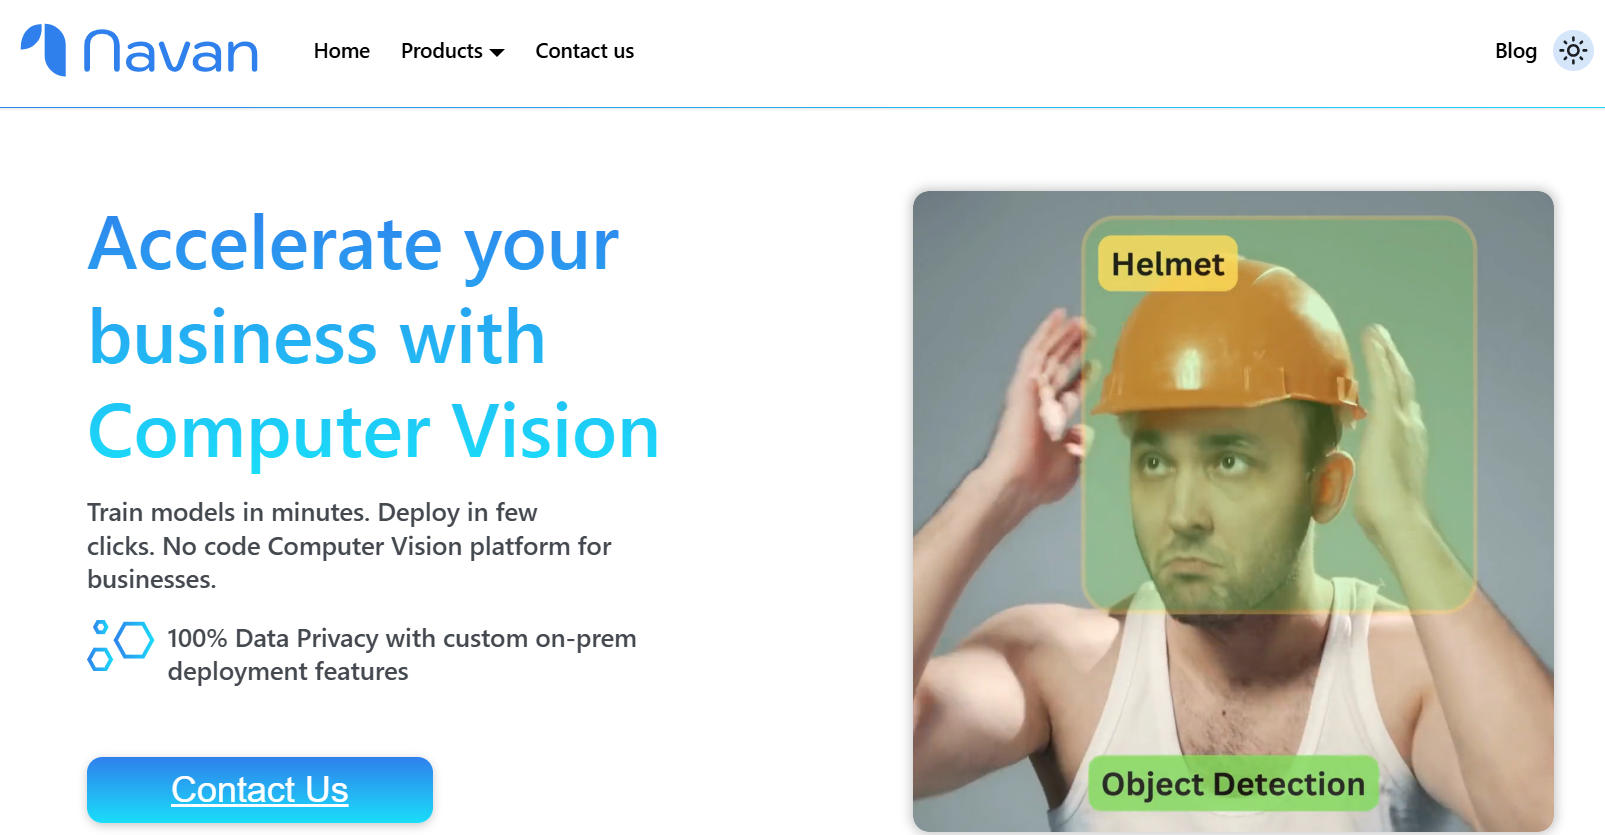 Navan
Home
Products
Contact us
Blog
Accelerate your
business with
Computer Vision
Train models in minutes. Deploy in few
clicks. No code Computer Vision platform for
businesses.
100% Data Privacy with custom on-prem
deployment features
Contact Us
Helmet
Object Detection